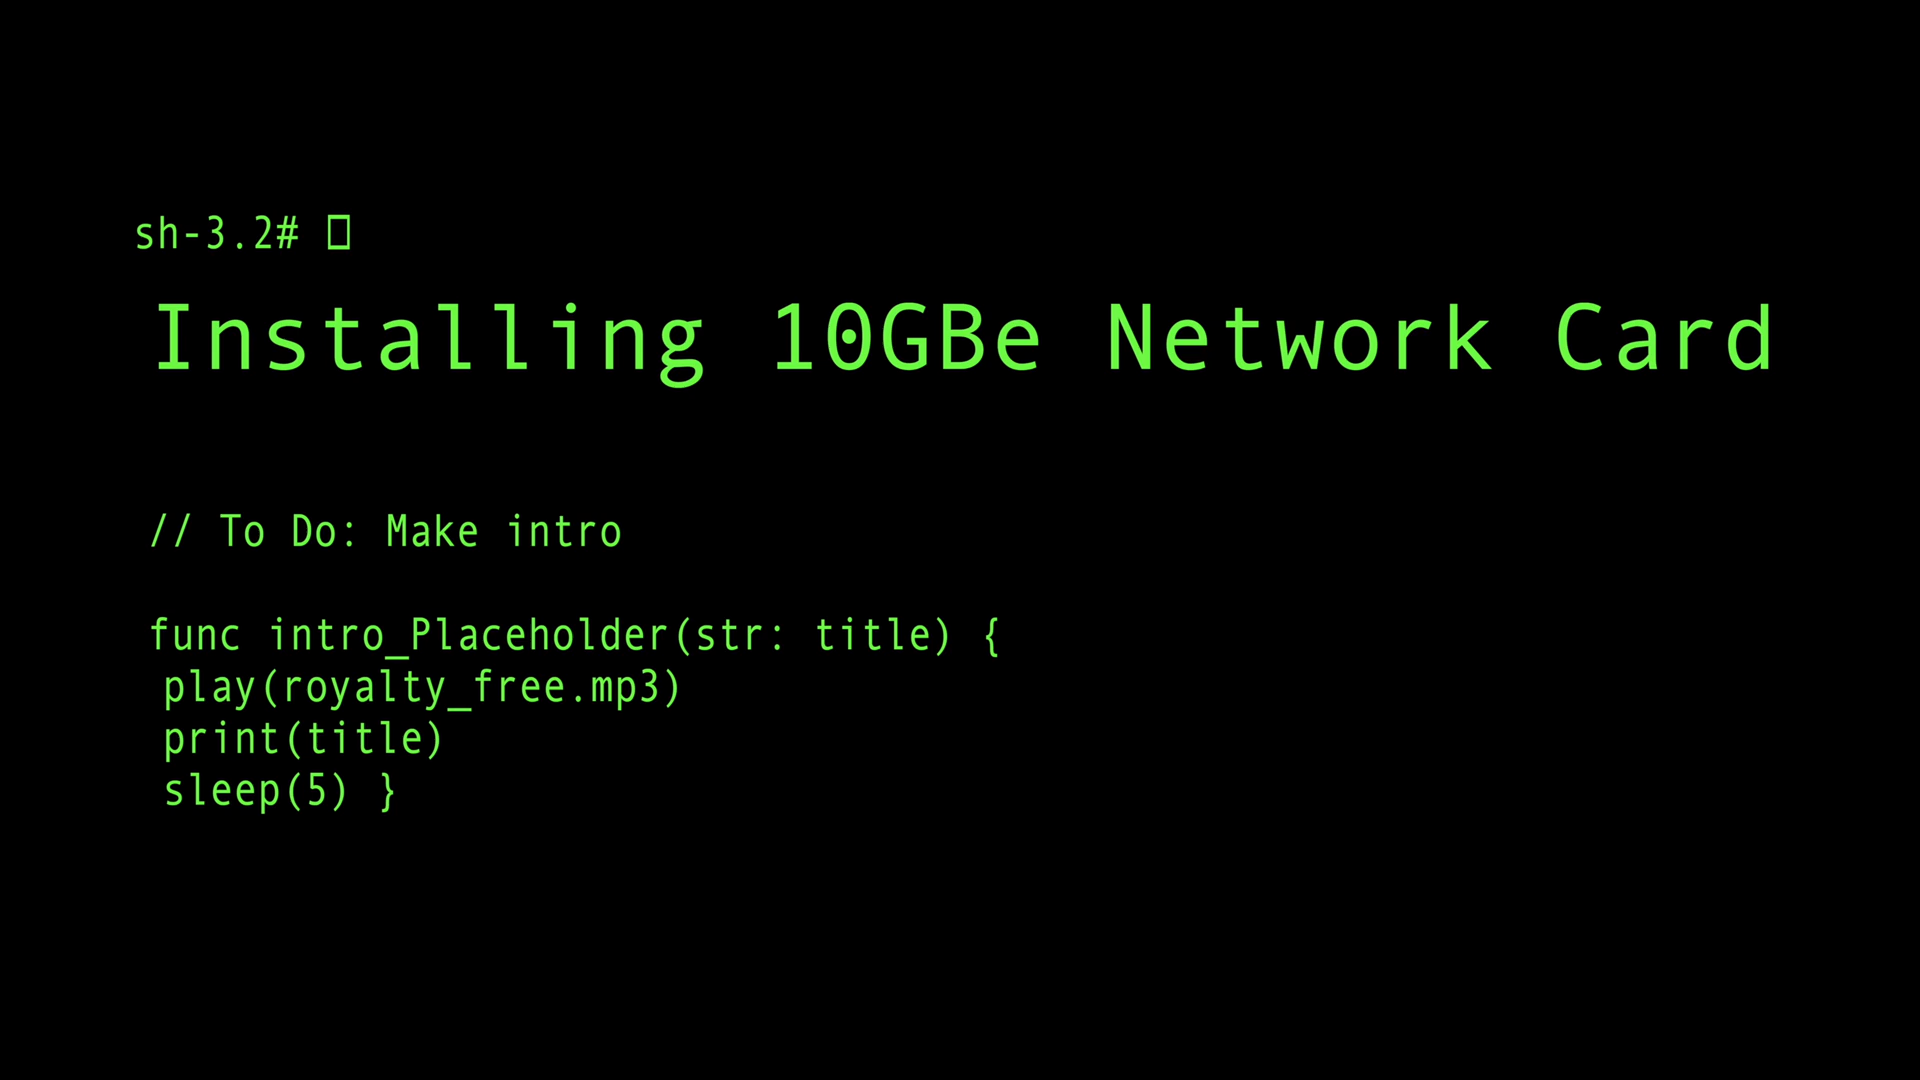 sh-3.2# 
Installing 10GBe Network Card
// To Do: Make intro
func intro_Placeholder(str: title) {
play(royalty_free.mp3)
print(title)
sleep(5) }